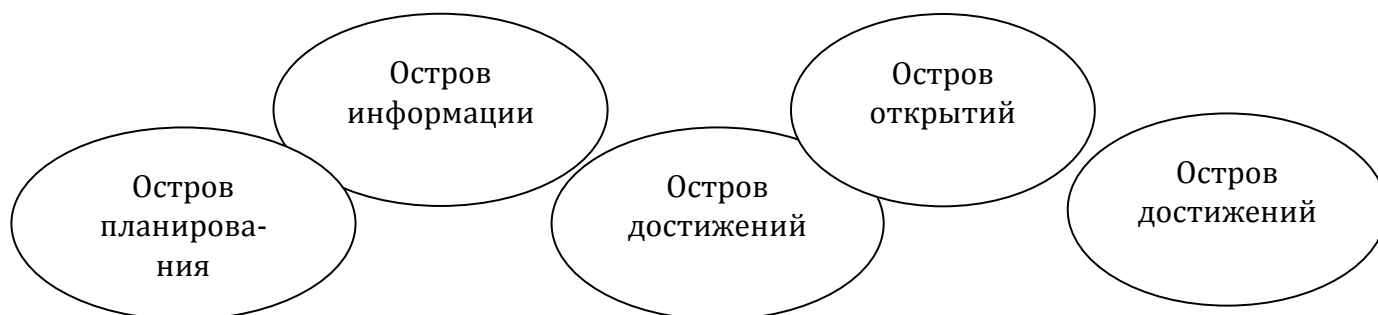 Остров
планирова-
ния
Остров
информации
Остров
достижений
Остров
открытий
Остров
достижений